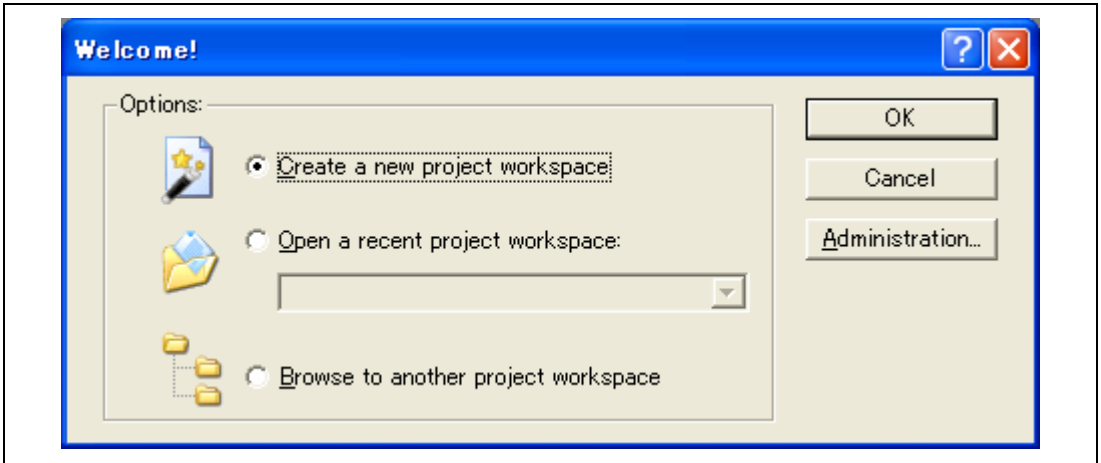 Welcome!
Options:
Create a new project workspace
Open a recent project workspace:
Browse to another project workspace
OK
Cancel
Administration...